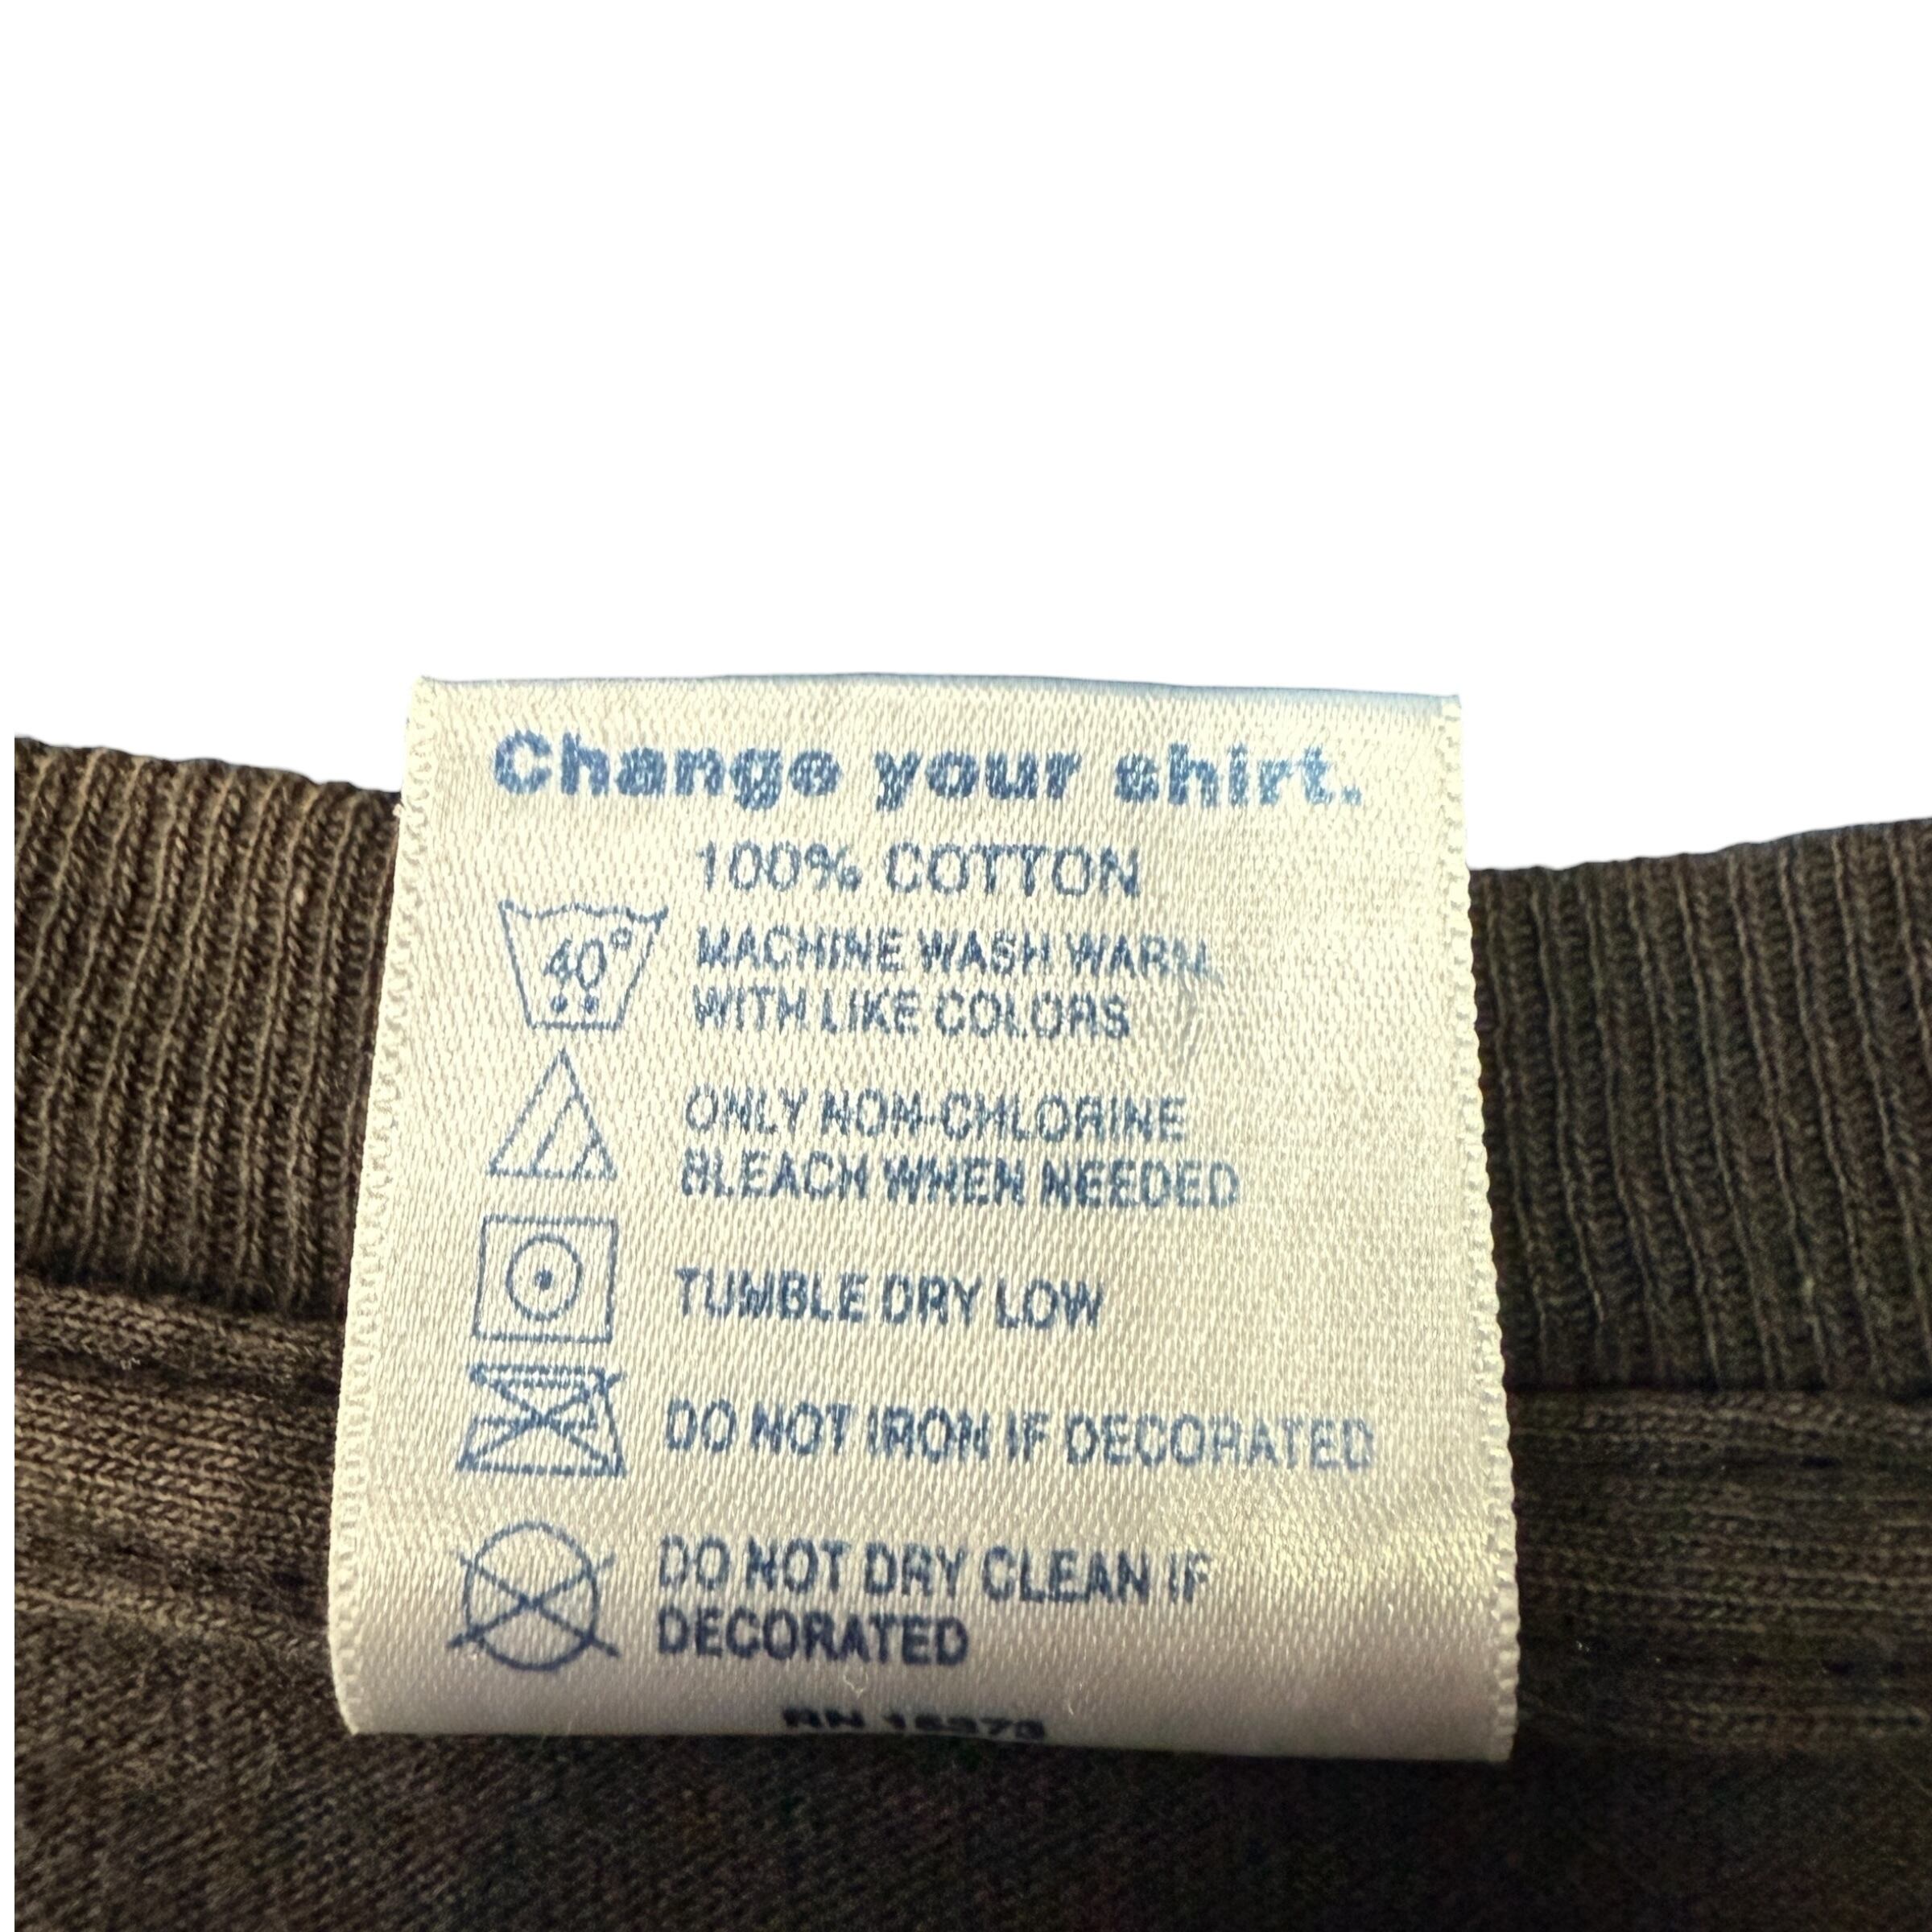 Change your shirt.
100% COTTON
40°
MACHINE WASH WARM,
WITH LIKE COLORS
ONLY NON-CHLORINE
BLEACH WHEN NEEDED
TUMBLE DRY LOW
DO NOT IRON IF DECORATED
DO NOT DRY CLEAN IF
DECORATED
RN